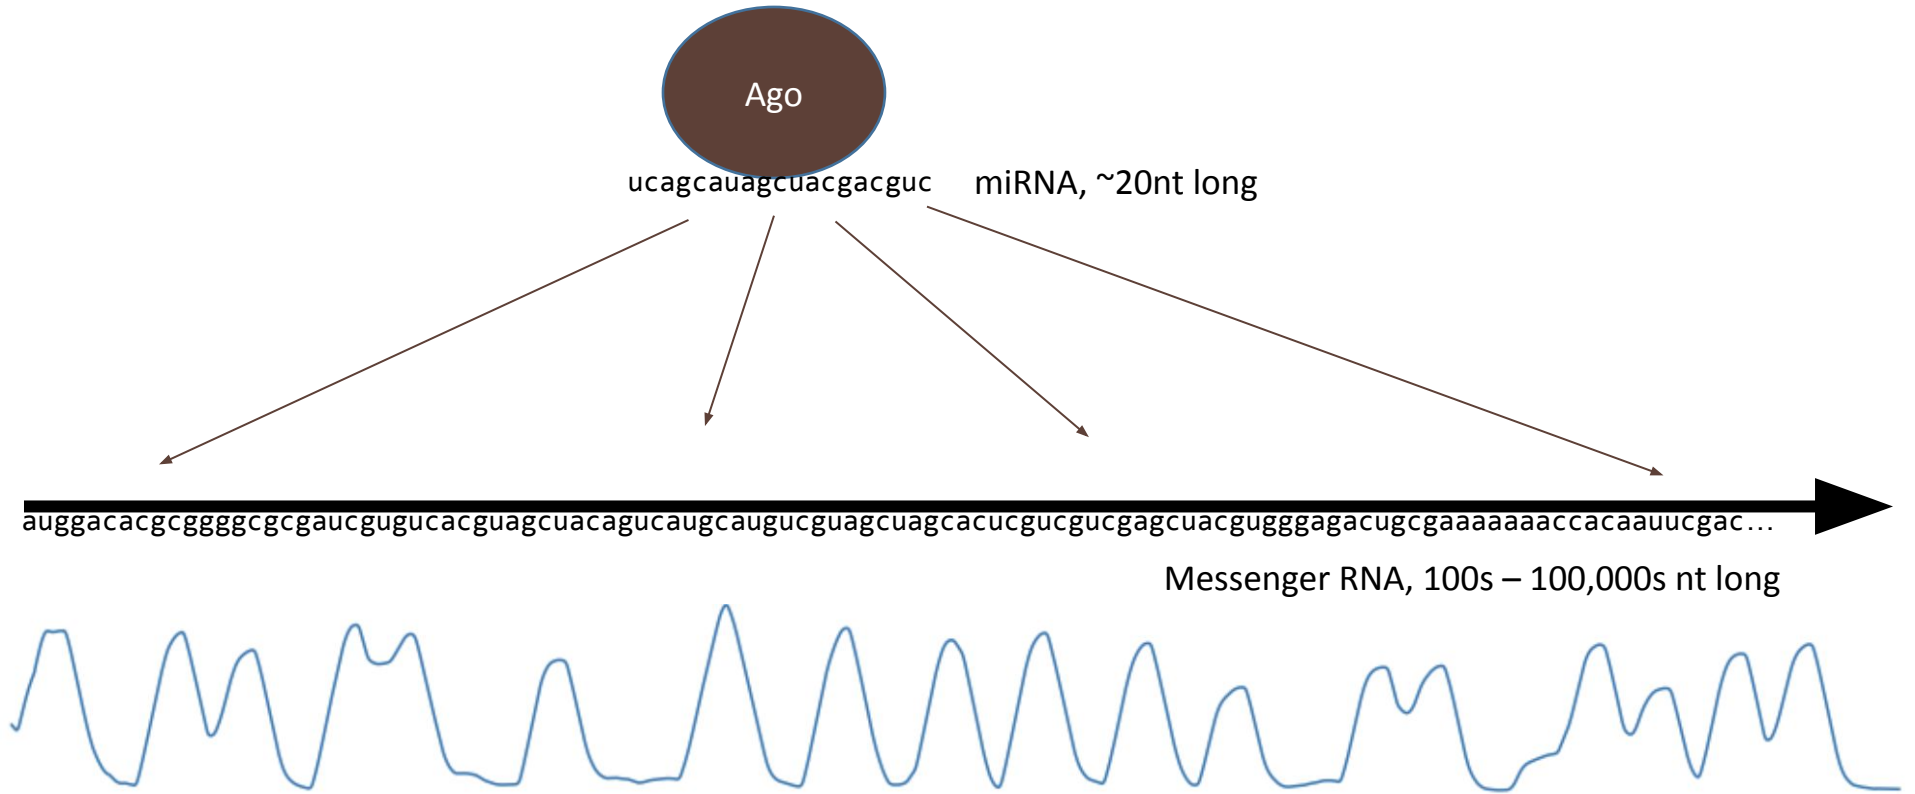 Ago
ucagcauagcuacgacguc
miRNA, ~20nt long
auggacacgcggggcgcgaucgugucacguagcuacagucaugcaugucguagcuagcacucgucgucgagcuacgugggagacugcgaaaaaaaccacaauucgac...
Messenger RNA, 100s – 100,000s nt long